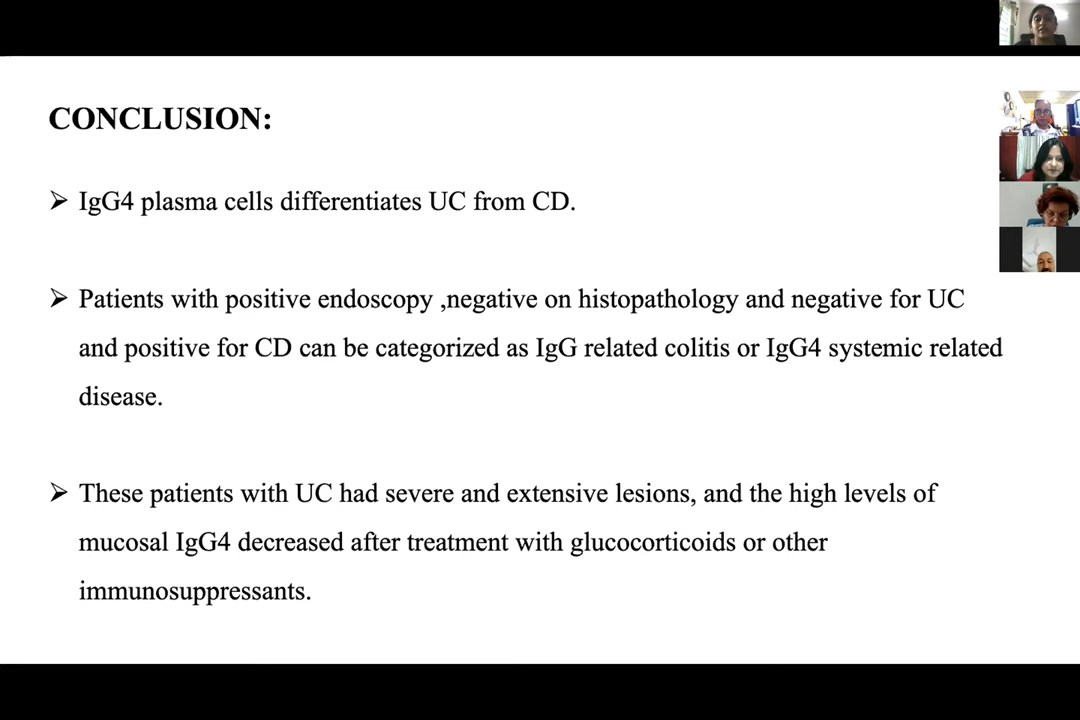 CONCLUSION:
➢ IgG4 plasma cells differentiates UC from CD.
➢ Patients with positive endoscopy ,negative on histopathology and negative for UC
and positive for CD can be categorized as IgG related colitis or IgG4 systemic related
disease.
➢ These patients with UC had severe and extensive lesions, and the high levels of
mucosal IgG4 decreased after treatment with glucocorticoids or other
immunosuppressants.